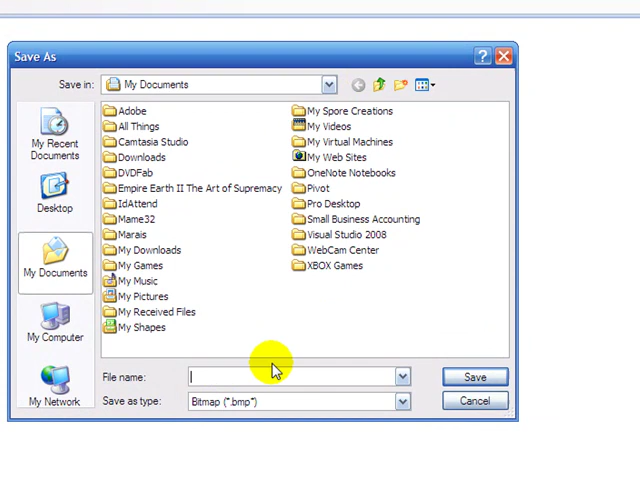 Save As
Save in: My Documents
My Recent
Documents
Desktop
My Documents
My Computer
My Network
Adobe
All Things
Camtasia Studio
Downloads
DVDFab
Empire Earth II The Art of Supremacy
IdAttend
Mame32
Marais
My Downloads
My Games
My Music
My Pictures
My Received Files
My Shapes
My Spore Creations
My Videos
My Virtual Machines
My Web Sites
OneNote Notebooks
Pivot
Pro Desktop
Small Business Accounting
Visual Studio 2008
WebCam Center
XBOX Games
File name: Save
Save as type: Bitmap (*.bmp*) Cancel